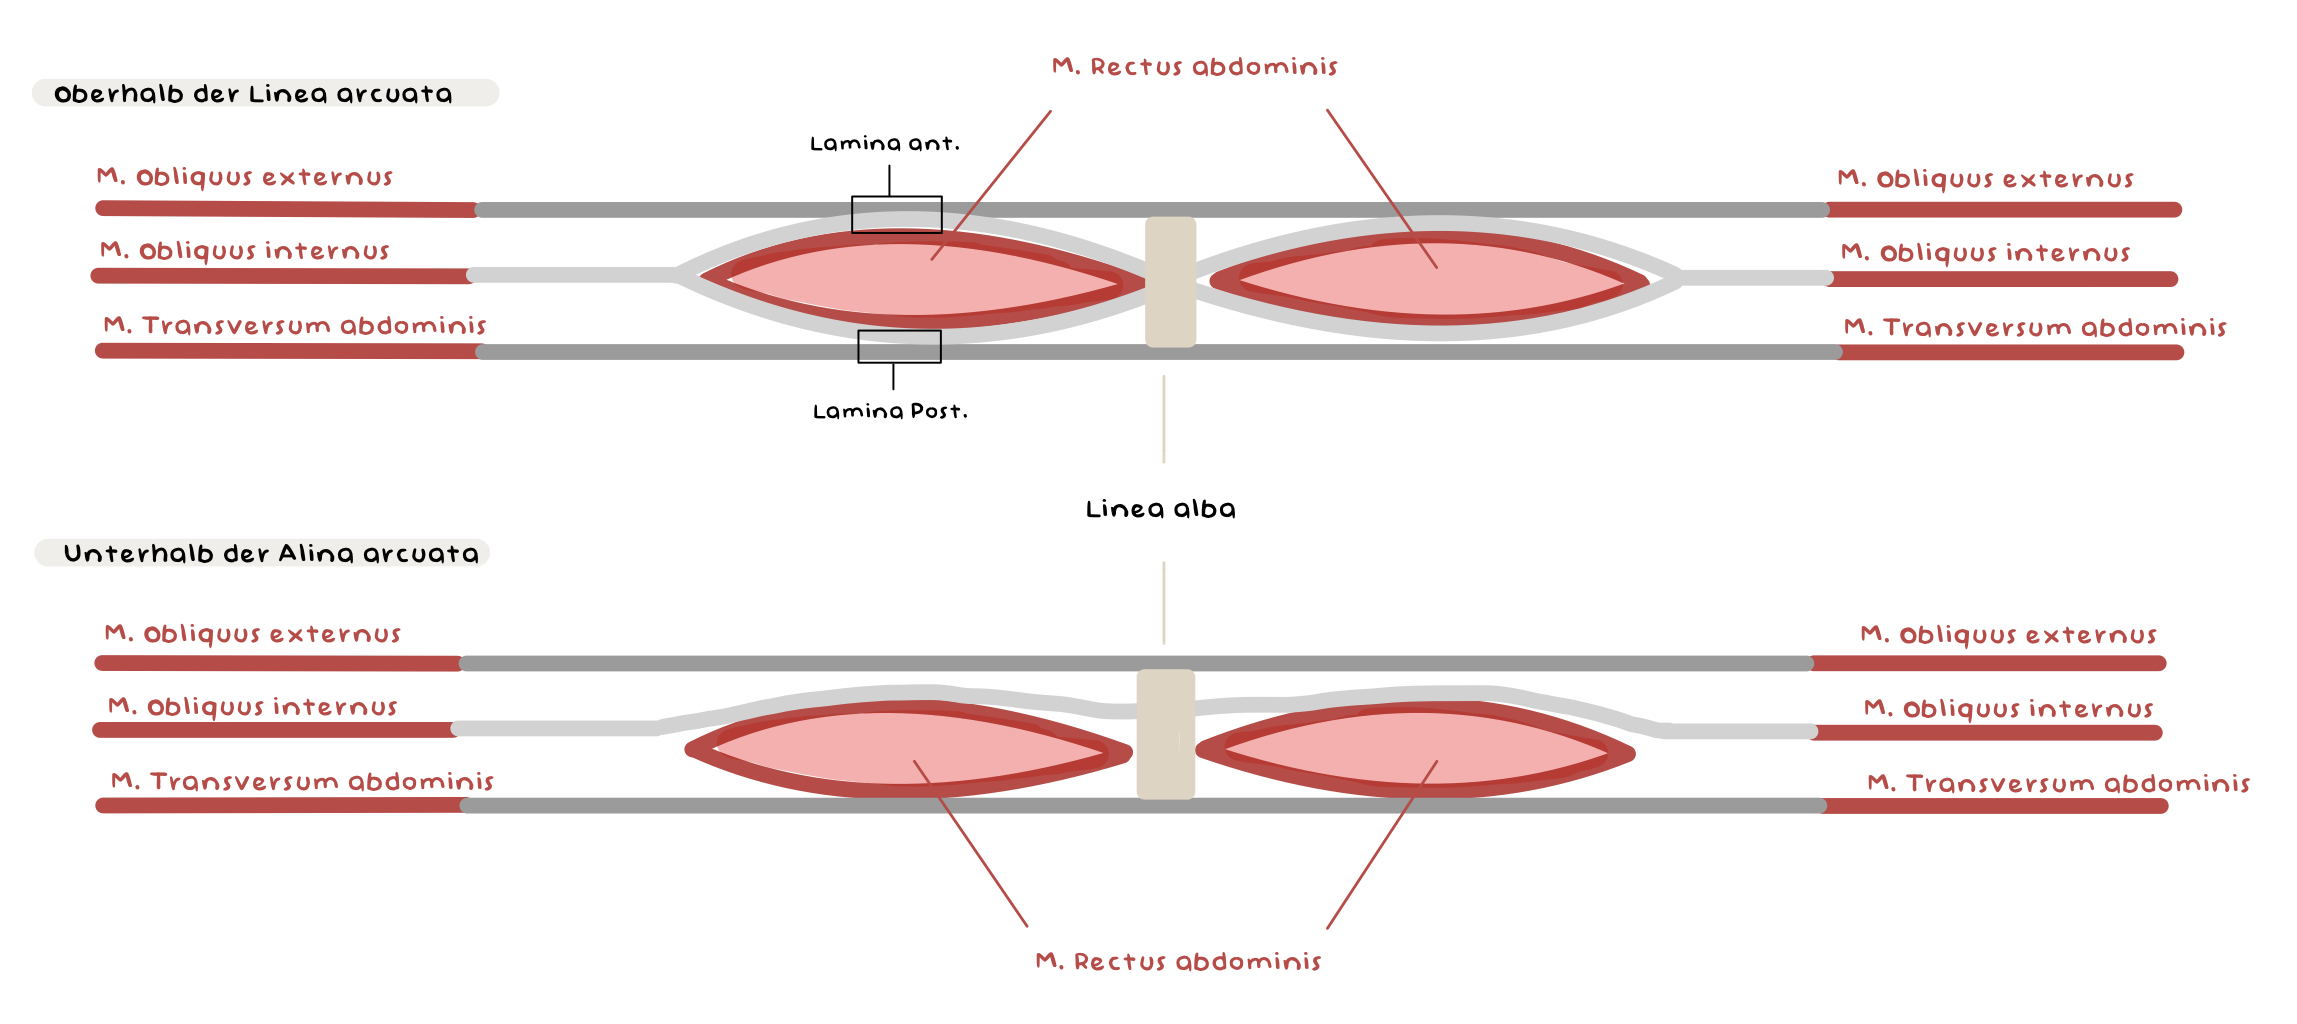 M. Rectus abdominis
Oberhalb der Linea arcuata
Lamina ant.
M. Obliquus externus
M. Obliquus externus
M. Obliquus internus
M. Obliquus internus
M. Transversum abdominis
M. Transversum abdominis
Lamina Post.
Linea alba
Unterhalb der Alina arcuata
M. Obliquus externus
M. Obliquus externus
M. Obliquus internus
M. Obliquus internus
M. Transversum abdominis
M. Transversum abdominis
M. Rectus abdominis